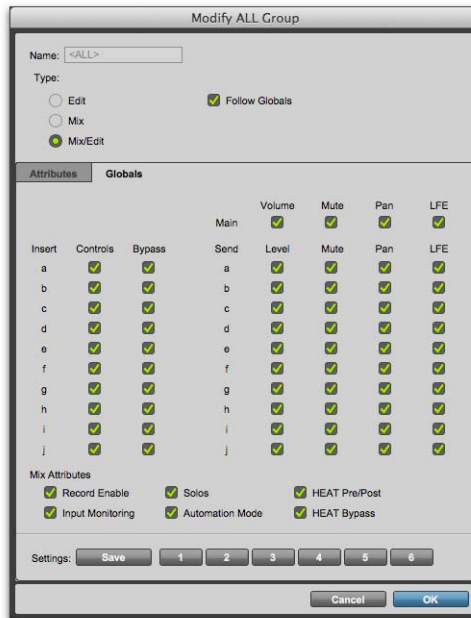 Modify ALL Group
Name: <ALL>
Type:
Edit
Follow Globals
Mix
Mix/Edit
Attributes Globals
Volume Mute Pan LFE
Main
Insert Controls Bypass Send Level Mute Pan LFE
a a
b b
c c
d d
e e
f f
g g
h h
i i
j j
Mix Attributes
Record Enable Solos HEAT Pre/Post
Input Monitoring Automation Mode HEAT Bypass
Settings: Save 1 2 3 4 5 6
Cancel OK